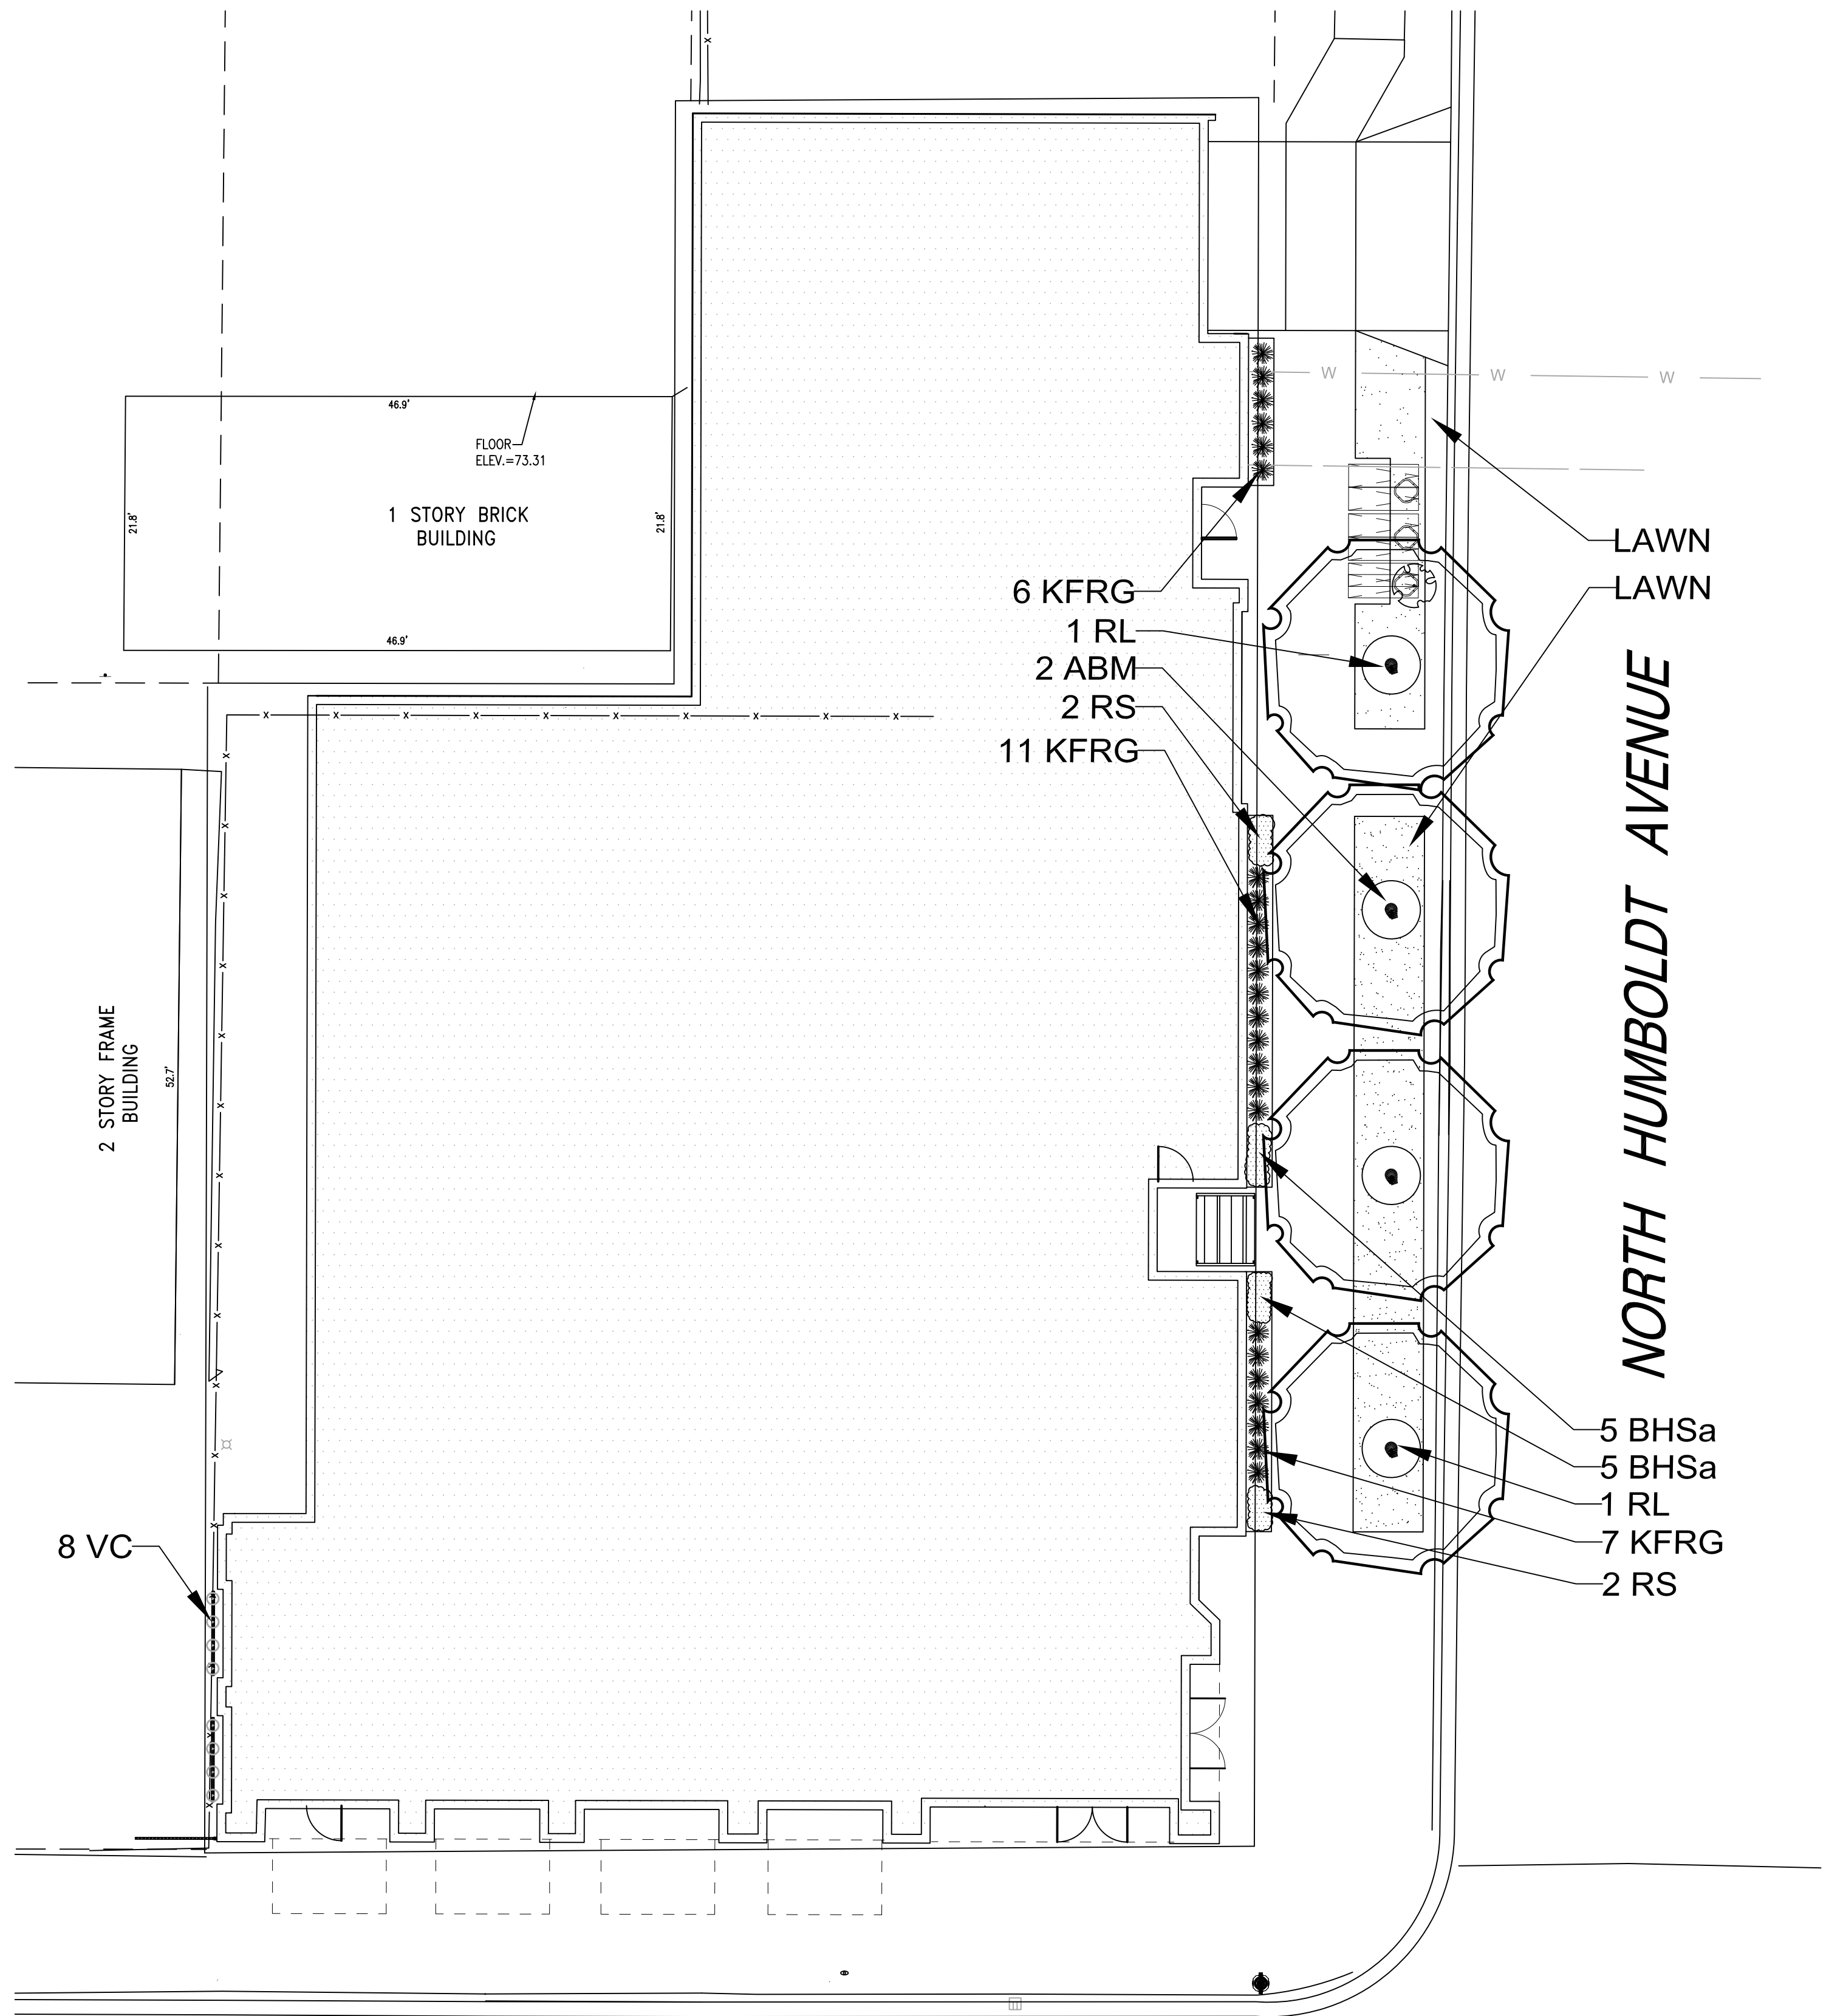 W W W
46.9'
FLOOR
ELEV.=73.31
1 STORY BRICK
BUILDING
21.8'
21.8'
46.9'
LAWN
LAWN
6 KFRG
1 RL
2 ABM
2 RS
11 KFRG
NORTH HUMBOLDT AVENUE
2 STORY FRAME
BUILDING
52.7'
5 BHSa
5 BHSa
1 RL
7 KFRG
2 RS
8 VC